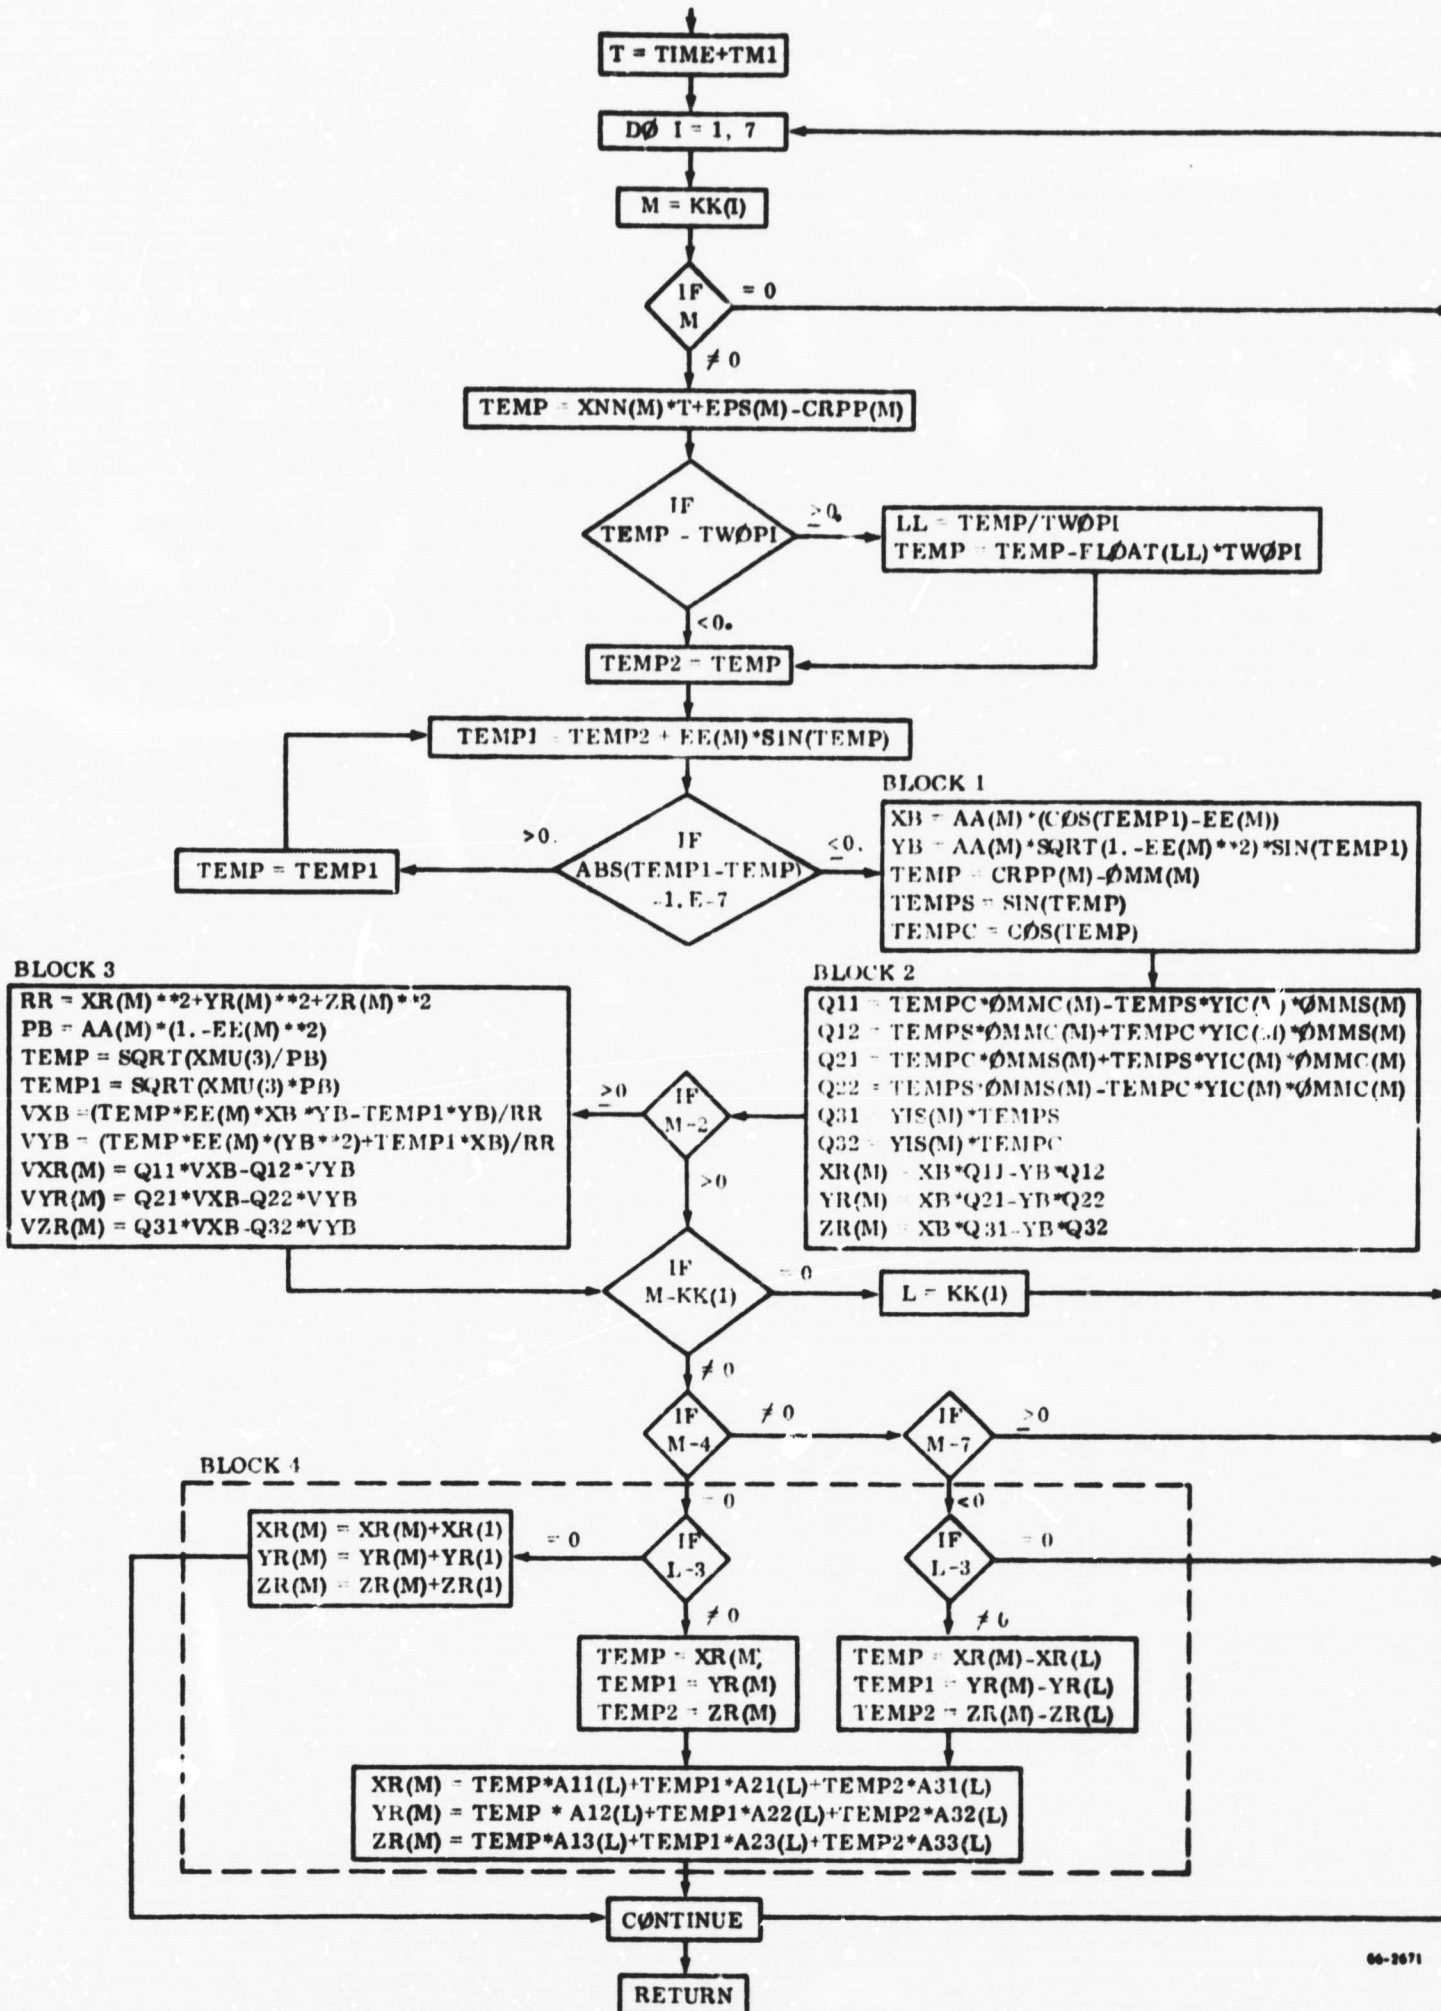 T = TIME+TM1
DØ I = 1, 7
M = KK(I)
IF
M
= 0
≠ 0
TEMP = XNN(M)*T+EPS(M)-CRPP(M)
IF
TEMP - TWØPI
≥0.
LL = TEMP/TWØPI
TEMP = TEMP-FLØAT(LL)*TWØPI
<0.
TEMP2 = TEMP
TEMP1 = TEMP2 + EE(M)*SIN(TEMP)
IF
ABS(TEMP1-TEMP)
-1.E-7
>0.
TEMP = TEMP1
≤0.
BLOCK 1
XB = AA(M)*(CØS(TEMP1)-EE(M))
YB = AA(M)*SQRT(1.-EE(M)**2)*SIN(TEMP1)
TEMP = CRPP(M)-ØMM(M)
TEMPS = SIN(TEMP)
TEMPC = CØS(TEMP)
BLOCK 2
Q11 = TEMPC*ØMMC(M)-TEMPS*YIC(M)*ØMMS(M)
Q12 = TEMPS*ØMMC(M)+TEMPC*YIC(M)*ØMMS(M)
Q21 = TEMPC*ØMMS(M)+TEMPS*YIC(M)*ØMMC(M)
Q22 = TEMPS*ØMMS(M)-TEMPC*YIC(M)*ØMMC(M)
Q31 = YIS(M)*TEMPS
Q32 = YIS(M)*TEMPC
XR(M) = XB*Q11-YB*Q12
YR(M) = XB*Q21-YB*Q22
ZR(M) = XB*Q31-YB*Q32
IF
M-2
≥0
>0
BLOCK 3
RR = XR(M)**2+YR(M)**2+ZR(M)**2
PB = AA(M)*(1.-EE(M)**2)
TEMP = SQRT(XMU(3)/PB)
TEMP1 = SQRT(XMU(3)*PB)
VXB =(TEMP*EE(M)*XB*YB-TEMP1*YB)/RR
VYB = (TEMP*EE(M)*(YB**2)+TEMP1*XB)/RR
VXR(M) = Q11*VXB-Q12*VYB
VYR(M) = Q21*VXB-Q22*VYB
VZR(M) = Q31*VXB-Q32*VYB
IF
M-KK(1)
= 0
L = KK(1)
≠ 0
IF
M-4
≠ 0
IF
M-7
≥0
BLOCK 4
= 0
<0
XR(M) = XR(M)+XR(1)
YR(M) = YR(M)+YR(1)
ZR(M) = ZR(M)+ZR(1)
= 0
IF
L-3
IF
L-3
= 0
≠ 0
≠ 0
TEMP = XR(M)
TEMP1 = YR(M)
TEMP2 = ZR(M)
TEMP = XR(M)-XR(L)
TEMP1 = YR(M)-YR(L)
TEMP2 = ZR(M)-ZR(L)
XR(M) = TEMP*A11(L)+TEMP1*A21(L)+TEMP2*A31(L)
YR(M) = TEMP * A12(L)+TEMP1*A22(L)+TEMP2*A32(L)
ZR(M) = TEMP*A13(L)+TEMP1*A23(L)+TEMP2*A33(L)
CØNTINUE
RETURN
66-2671